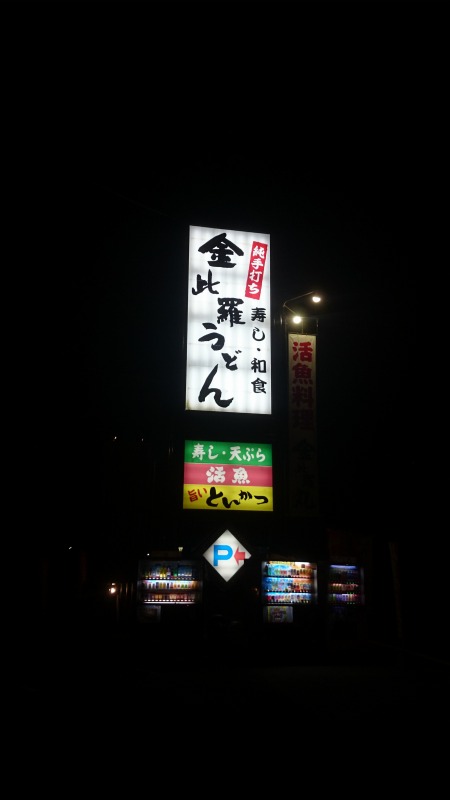 純手打ち
金比羅うどん
寿し・和食
活魚料理
寿し・天ぷら
活魚
旨いとんかつ
P